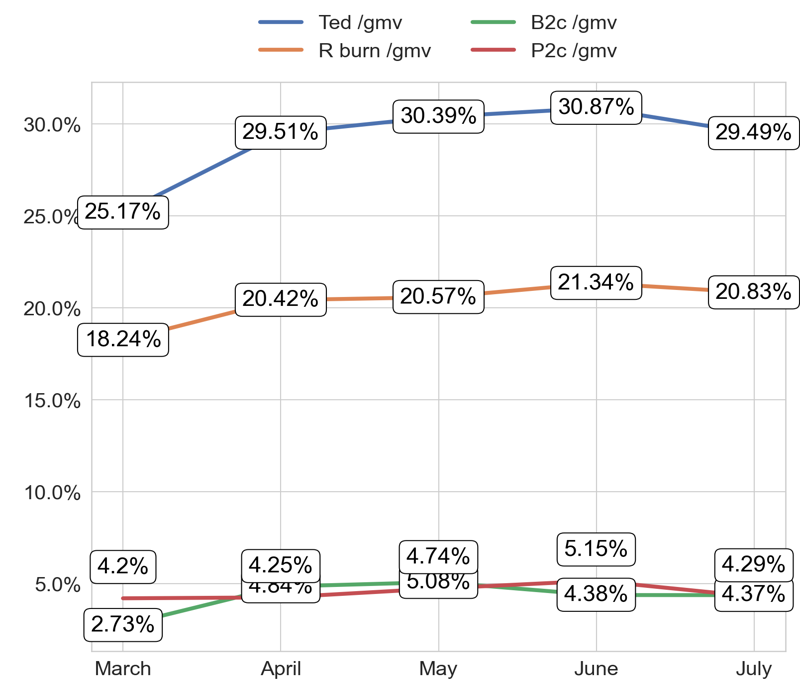 Ted /gmv
B2c /gmv
R burn /gmv
P2c /gmv
30.0%
25.0%
20.0%
15.0%
10.0%
5.0%
25.17%
29.51%
30.39%
30.87%
29.49%
18.24%
20.42%
20.57%
21.34%
20.83%
4.2%
4.25%
4.74%
5.15%
4.29%
2.73%
4.84%
5.08%
4.38%
4.37%
March
April
May
June
July